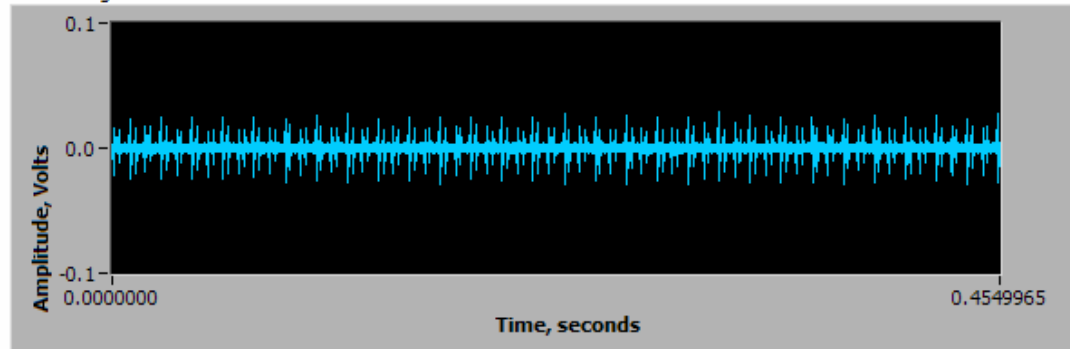 0.1
0.0
-0.1
Amplitude, Volts
0.0000000
0.4549965
Time, seconds